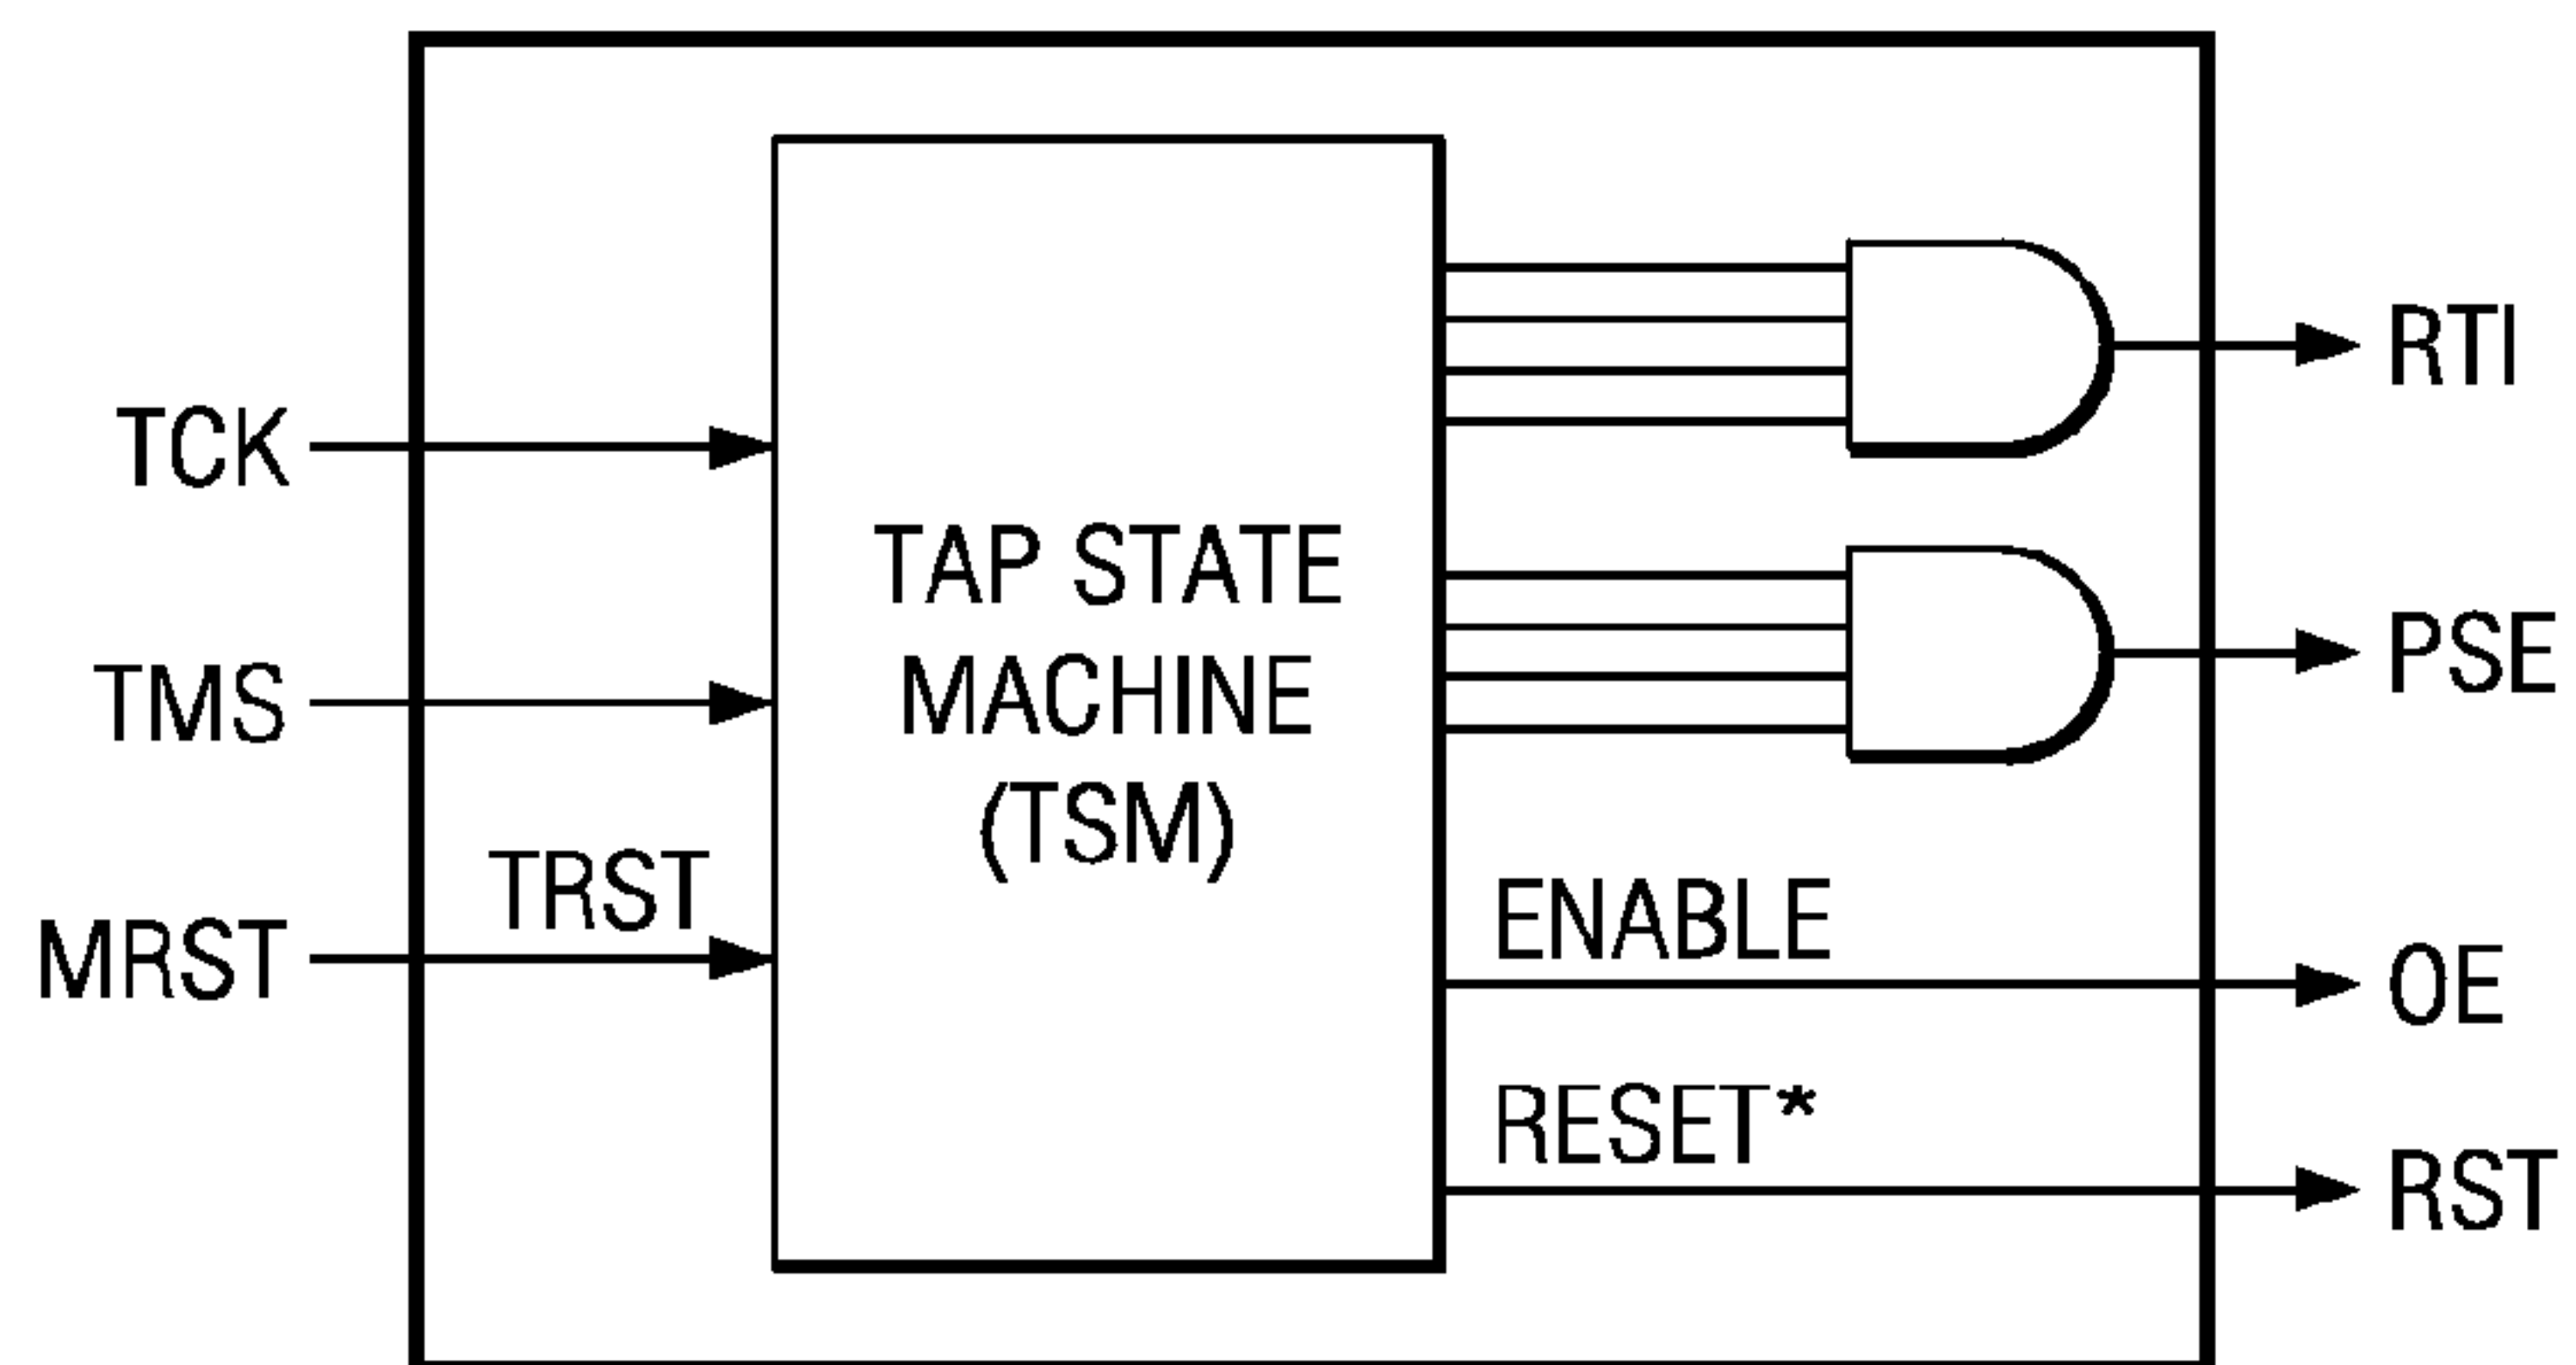 TCK
TMS
MRST
TRST
TAP STATE
MACHINE
(TSM)
ENABLE
RESET*
RTI
PSE
OE
RST